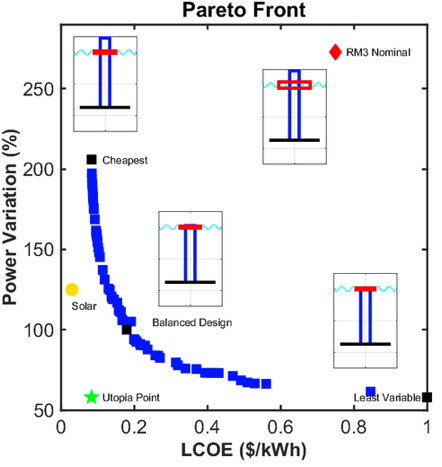 Pareto Front
Power Variation (%)
250
200
150
100
50
RM3 Nominal
Cheapest
Solar
Balanced Design
Utopia Point
Least Variable
0
0.2
0.4
0.6
0.8
1
LCOE ($/kWh)